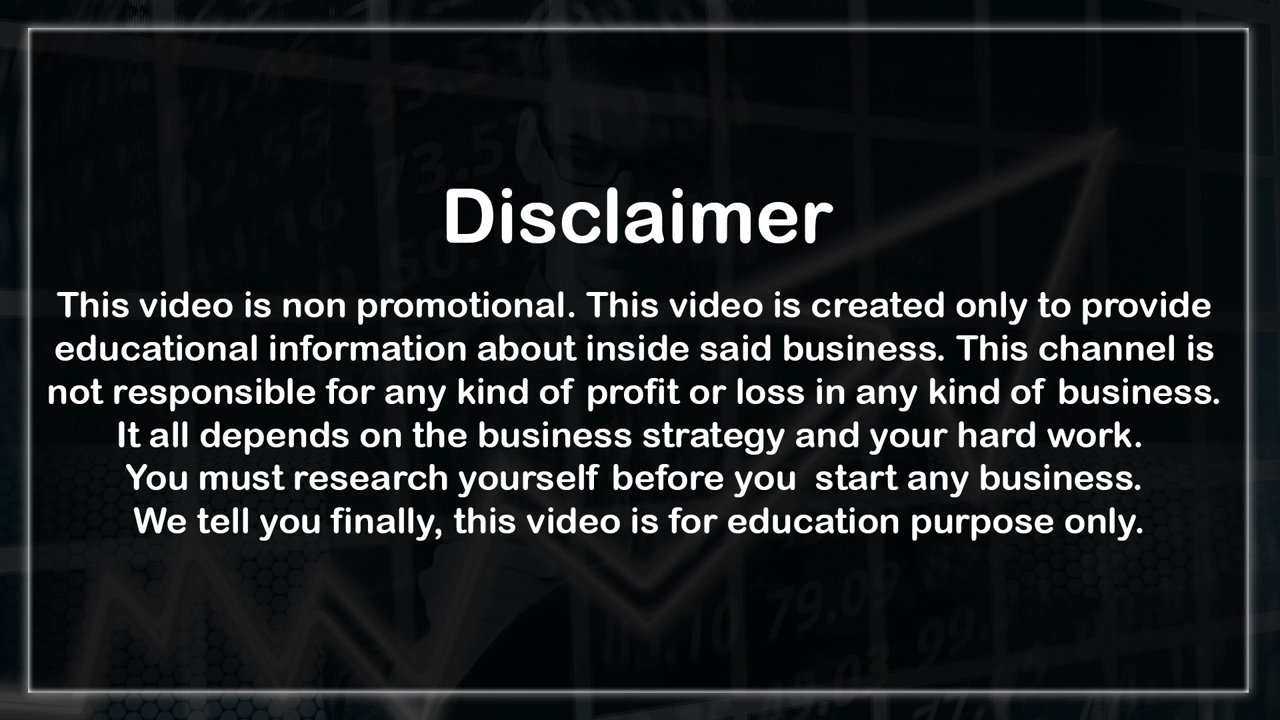 Disclaimer
This video is non promotional. This video is created only to provide
educational information about inside said business. This channel is
not responsible for any kind of profit or loss in any kind of business.
It all depends on the business strategy and your hard work.
You must research yourself before you start any business.
We tell you finally, this video is for education purpose only.